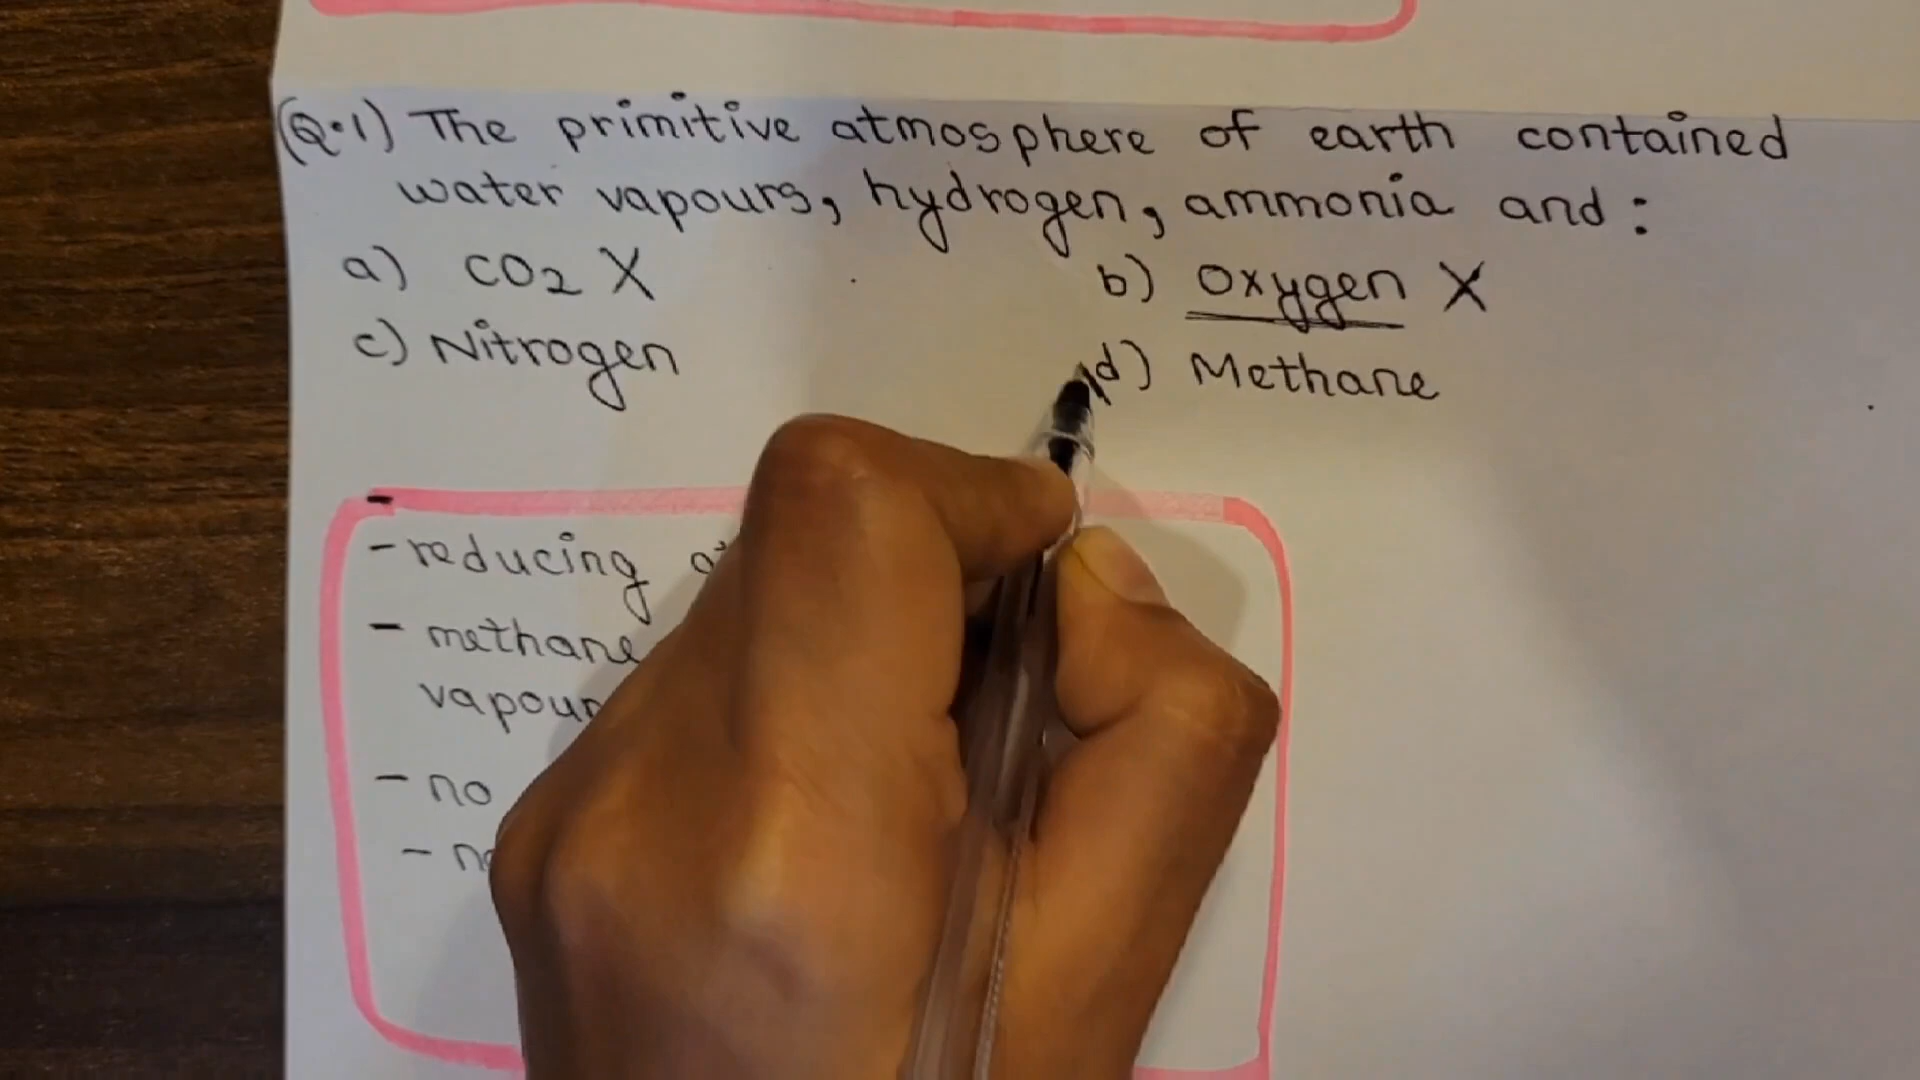 (Q.1) The primitive atmosphere of earth contained
water vapours, hydrogen, ammonia and :
a) CO2 X
b) Oxygen X
c) Nitrogen
d) Methane
- reducing
- methane
vapour
- no
-